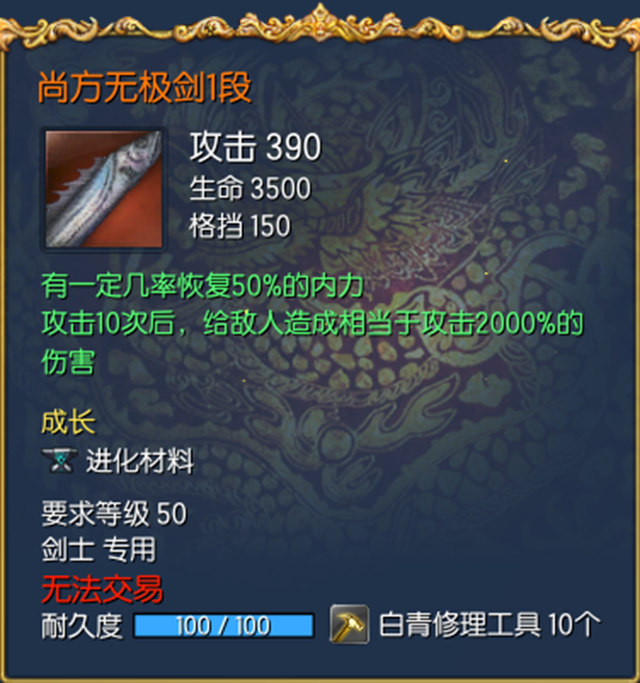 尚方无极剑1段
攻击 390
生命 3500
格挡 150
有一定几率恢复50%的内力
攻击10次后，给敌人造成相当于攻击2000%的
伤害
成长
进化材料
要求等级 50
剑士 专用
无法交易
耐久度 100 / 100 白青修理工具 10个